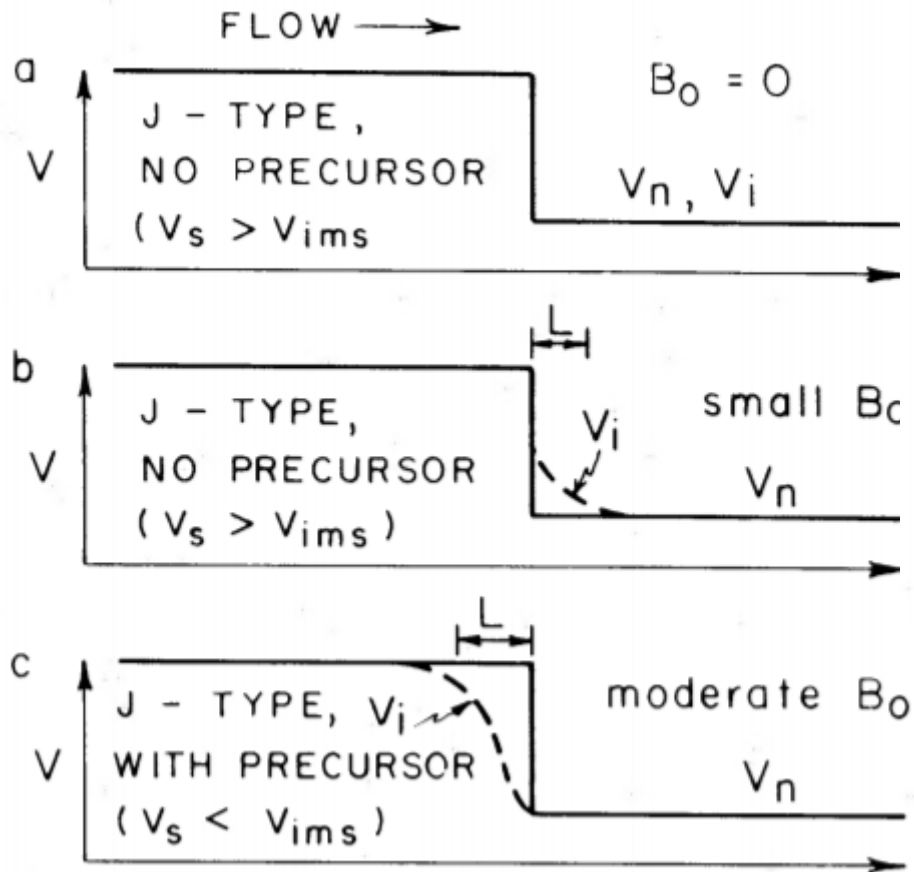 FLOW →
a
B₀ = 0
J - TYPE,
V
NO PRECURSOR
Vₙ, Vᵢ
(Vₛ > Vᵢₘₛ
L
b
small B₀
J - TYPE,
Vᵢ
V
NO PRECURSOR
Vₙ
(Vₛ > Vᵢₘₛ)
L
c
J - TYPE, Vᵢ
moderate B₀
V
WITH PRECURSOR
Vₙ
(Vₛ < Vᵢₘₛ)